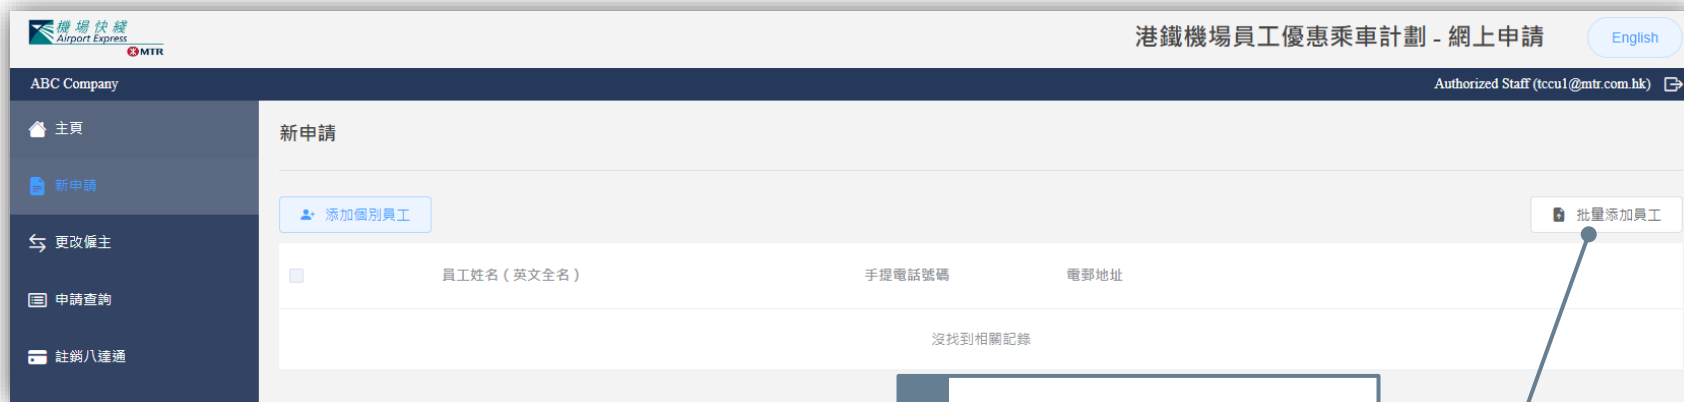 機場快綫
Airport Express
MTR
港鐵機場員工優惠乘車計劃 - 網上申請
English
ABC Company
Authorized Staff (tccu1@mtr.com.hk)
主頁
新申請
更改僱主
申請查詢
註銷八達通
新申請
添加個別員工
批量添加員工
員工姓名 ( 英文全名 )
手提電話號碼
電郵地址
沒找到相關記錄